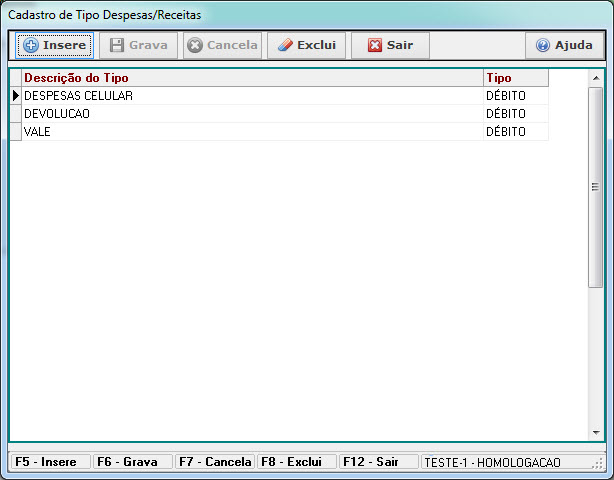 Cadastro de Tipo Despesas/Receitas
Insere Grava Cancela Exclui Sair Ajuda
Descrição do Tipo Tipo
DESPESAS CELULAR DÉBITO
DEVOLUCAO DÉBITO
VALE DÉBITO
F5 - Insere F6 - Grava F7 - Cancela F8 - Exclui F12 - Sair TESTE-1 - HOMOLOGACAO